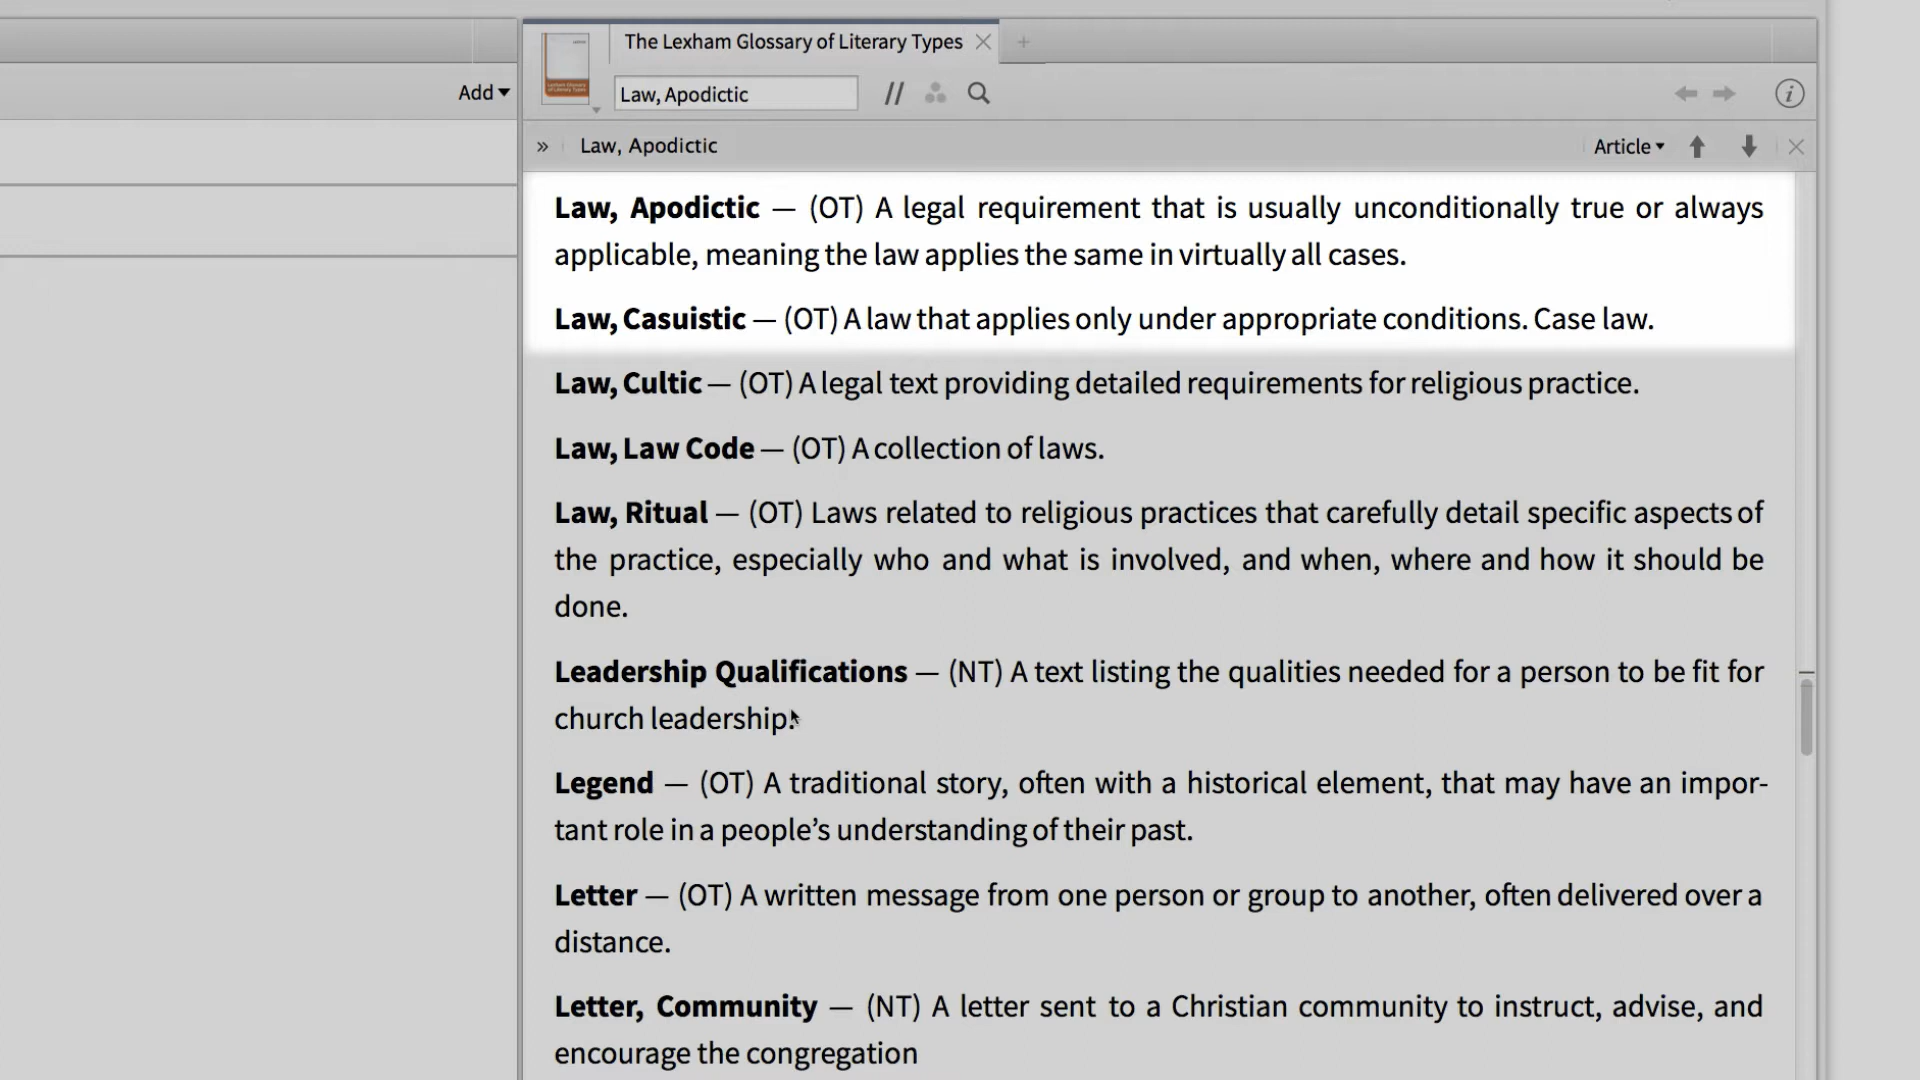 The Lexham Glossary of Literary Types
Add
Law, Apodictic
Law, Apodictic
Article
Law, Apodictic — (OT) A legal requirement that is usually unconditionally true or always
applicable, meaning the law applies the same in virtually all cases.
Law, Casuistic — (OT) A law that applies only under appropriate conditions. Case law.
Law, Cultic — (OT) A legal text providing detailed requirements for religious practice.
Law, Law Code — (OT) A collection of laws.
Law, Ritual — (OT) Laws related to religious practices that carefully detail specific aspects of
the practice, especially who and what is involved, and when, where and how it should be
done.
Leadership Qualifications — (NT) A text listing the qualities needed for a person to be fit for
church leadership.
Legend — (OT) A traditional story, often with a historical element, that may have an impor-
tant role in a people’s understanding of their past.
Letter — (OT) A written message from one person or group to another, often delivered over a
distance.
Letter, Community — (NT) A letter sent to a Christian community to instruct, advise, and
encourage the congregation